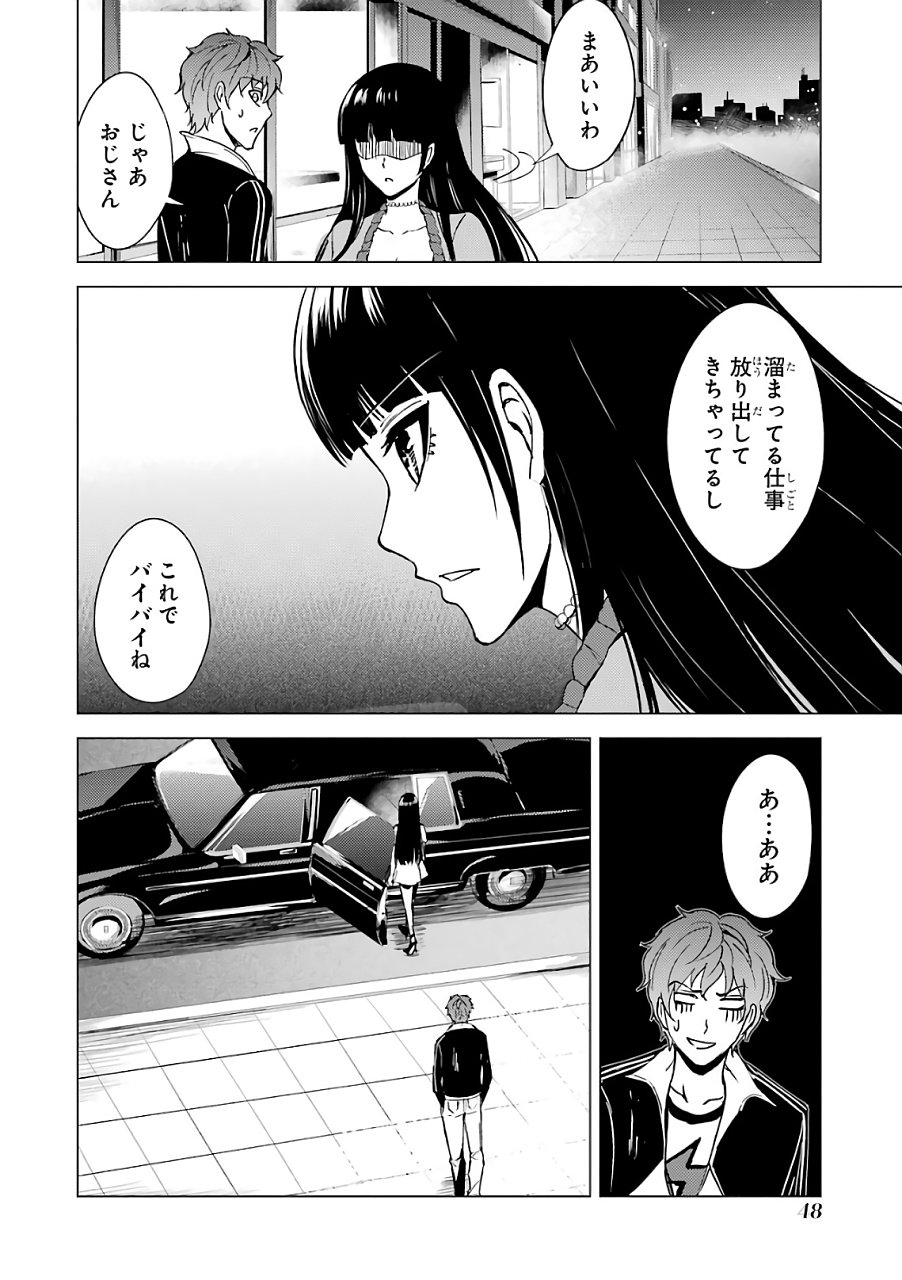 まあいいわ
じゃあ
おじさん
溜まってる仕事
放り出して
きちゃってるし
これで
バイバイね
あ…ああ
48